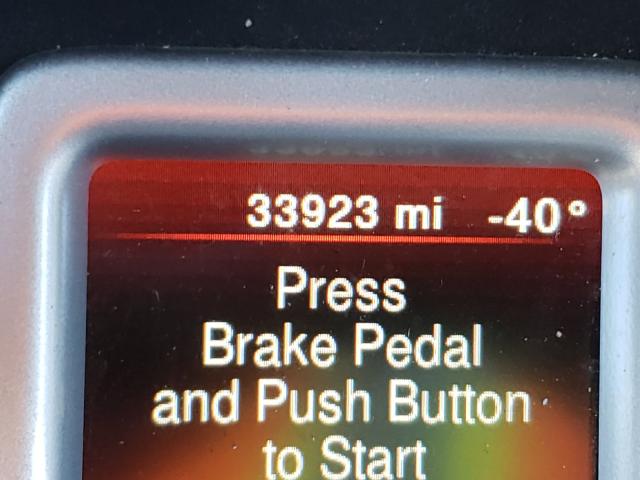 33923 mi -40°
Press
Brake Pedal
and Push Button
to Start